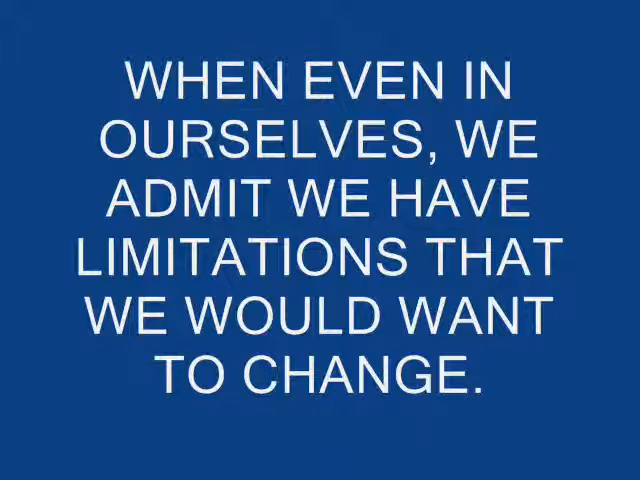 WHEN EVEN IN
OURSELVES, WE
ADMIT WE HAVE
LIMITATIONS THAT
WE WOULD WANT
TO CHANGE.